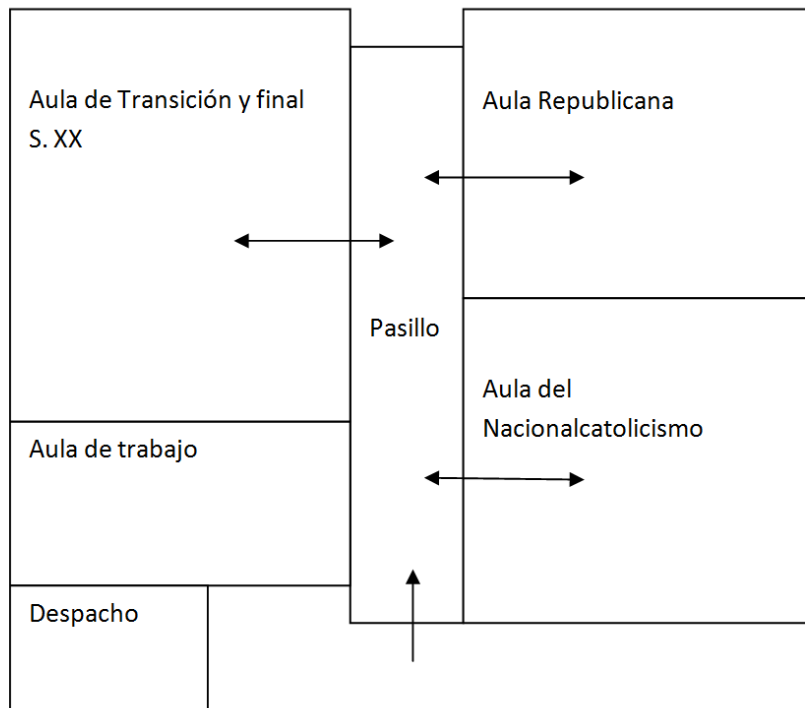 Aula de Transición y final
S. XX
Aula Republicana
Pasillo
Aula del
Nacionalcatolicismo
Aula de trabajo
Despacho